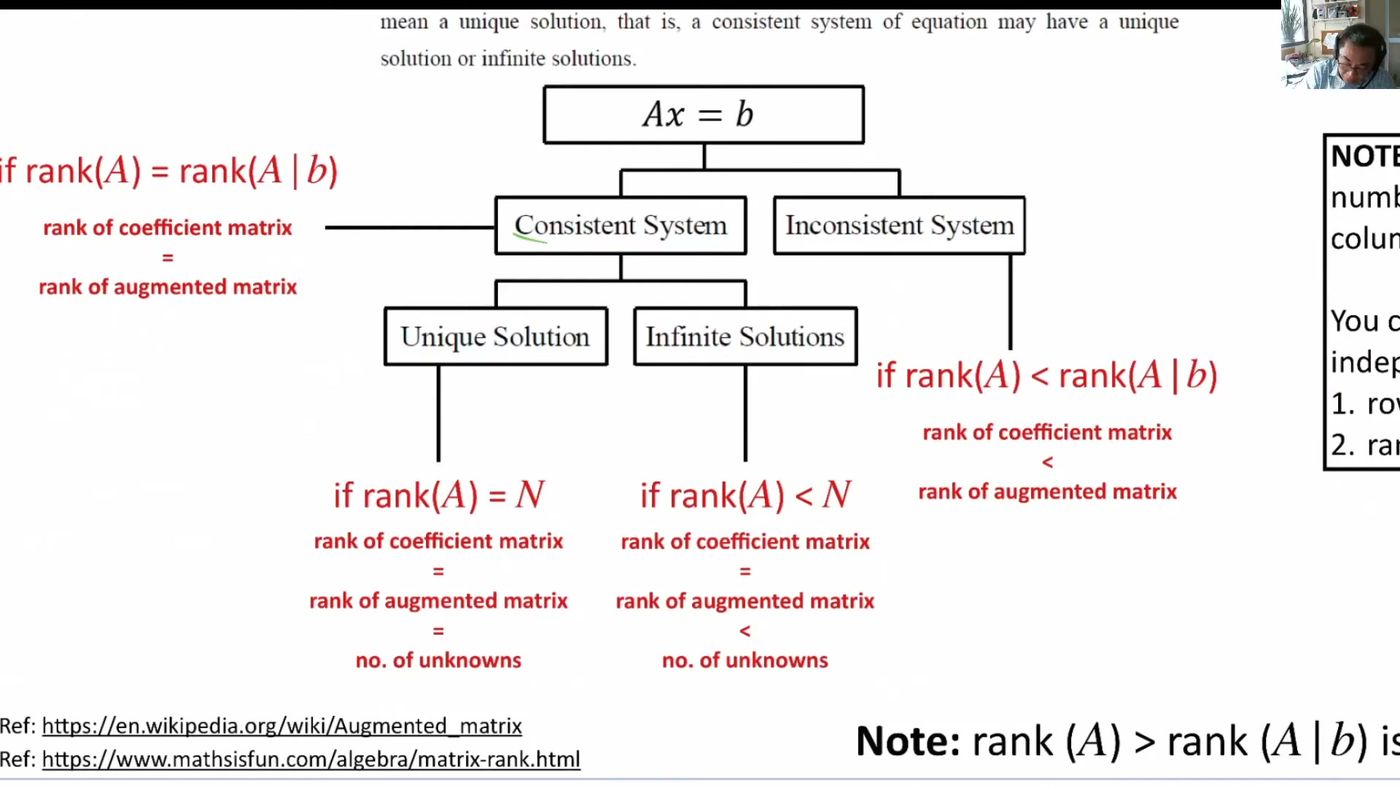 mean a unique solution, that is, a consistent system of equation may have a unique
solution or infinite solutions.
Ax = b
if rank(A) = rank(A | b)
rank of coefficient matrix
=
rank of augmented matrix
Consistent System
Inconsistent System
Unique Solution
Infinite Solutions
if rank(A) < rank(A | b)
rank of coefficient matrix
<
rank of augmented matrix
if rank(A) = N
rank of coefficient matrix
=
rank of augmented matrix
=
no. of unknowns
if rank(A) < N
rank of coefficient matrix
=
rank of augmented matrix
<
no. of unknowns
NOTE
numb
colun
You c
indep
1. rov
2. rar
Ref: https://en.wikipedia.org/wiki/Augmented_matrix
Ref: https://www.mathsisfun.com/algebra/matrix-rank.html
Note: rank (A) > rank (A | b) is